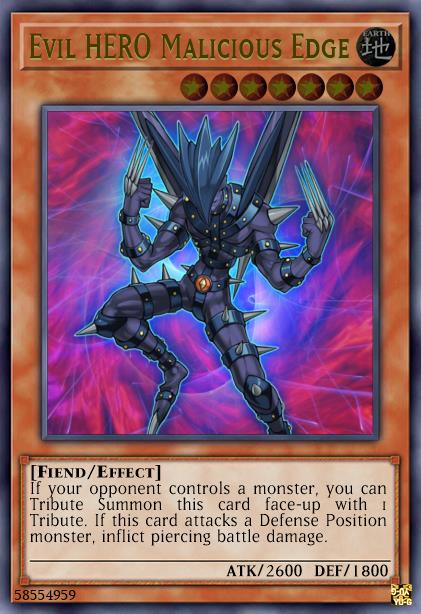 EVIL HERO MALICIOUS EDGE
EARTH
地
[FIEND/EFFECT]
If your opponent controls a monster, you can
Tribute Summon this card face-up with 1
Tribute. If this card attacks a Defense Position
monster, inflict piercing battle damage.
ATK/2600 DEF/1800
58554959